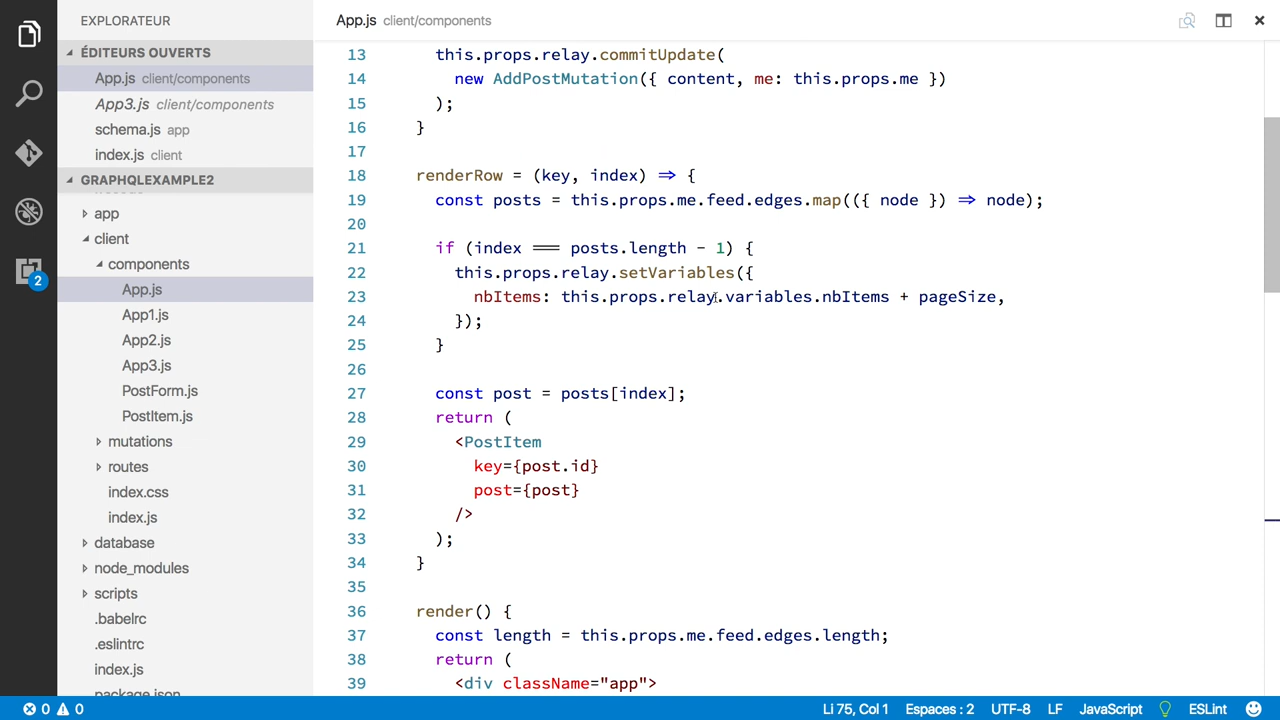 EXPLORATEUR
ÉDITEURS OUVERTS
App.js client/components
App3.js client/components
schema.js app
index.js client
GRAPHQLEXAMPLE2
app
client
components
App.js
App1.js
App2.js
App3.js
PostForm.js
PostItem.js
mutations
routes
index.css
index.js
database
node_modules
scripts
.babelrc
.eslintrc
index.js
package.json
2
App.js client/components
13 this.props.relay.commitUpdate(
14 new AddPostMutation({ content, me: this.props.me })
15 );
16 }
17
18 renderRow = (key, index) => {
19 const posts = this.props.me.feed.edges.map(({ node }) => node);
20
21 if (index === posts.length - 1) {
22 this.props.relay.setVariables({
23 nbItems: this.props.relay.variables.nbItems + pageSize,
24 });
25 }
26
27 const post = posts[index];
28 return (
29 <PostItem
30 key={post.id}
31 post={post}
32 />
33 );
34 }
35
36 render() {
37 const length = this.props.me.feed.edges.length;
38 return (
39 <div className="app">
0 0 Li 75, Col 1 Espaces : 2 UTF-8 LF JavaScript ESLint